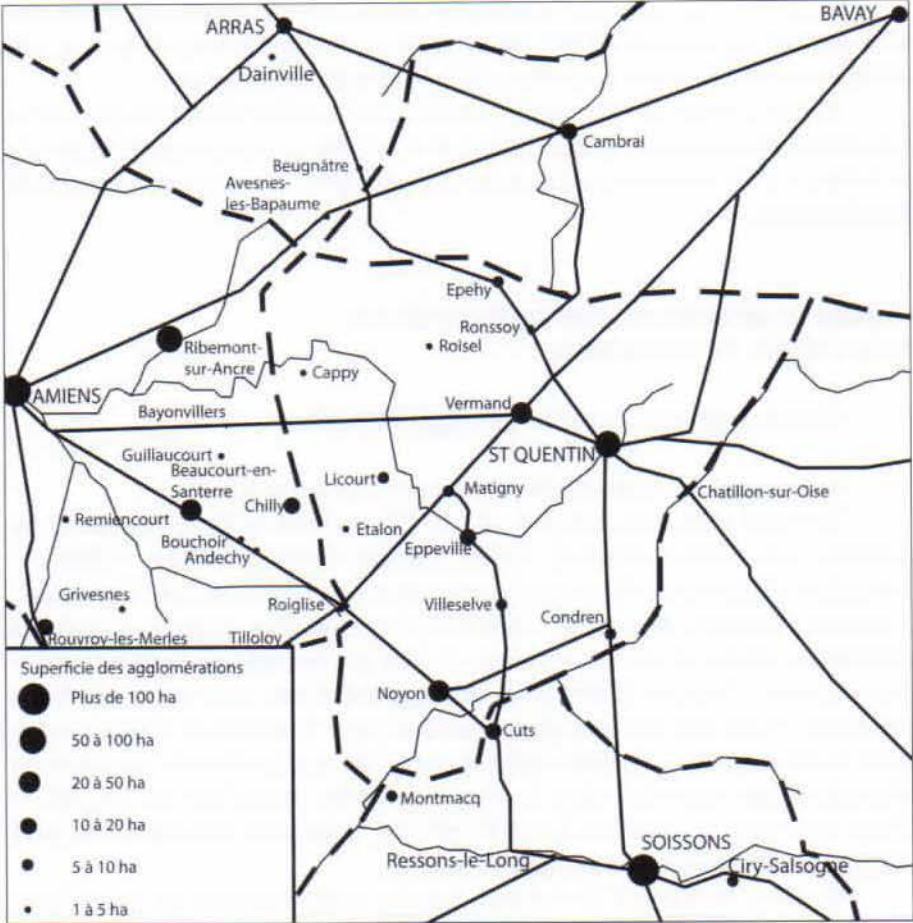 ARRAS
BAVAY
Dainville
Cambrai
Beugnâtre
Avesnes-
les-Bapaume
Epehy
Ronssoy
Roisel
Ribemont-
sur-Ancre
Cappy
AMIENS
Bayonvillers
Vermand
ST QUENTIN
Guillaucourt
Beaucourt-en-
Santerre
Licourt
Matigny
Chatillon-sur-Oise
Chilly
Remiencourt
Etalon
Bouchoir
Andechy
Eppeville
Grivesnes
Roiglise
Villeselve
Condren
Rouvroy-les-Merles
Tilloloy
Superficie des agglomérations
Plus de 100 ha
50 à 100 ha
20 à 50 ha
10 à 20 ha
5 à 10 ha
1 à 5 ha
Noyon
Cuts
Montmacq
SOISSONS
Ressons-le-Long
Ciry-Salsogne